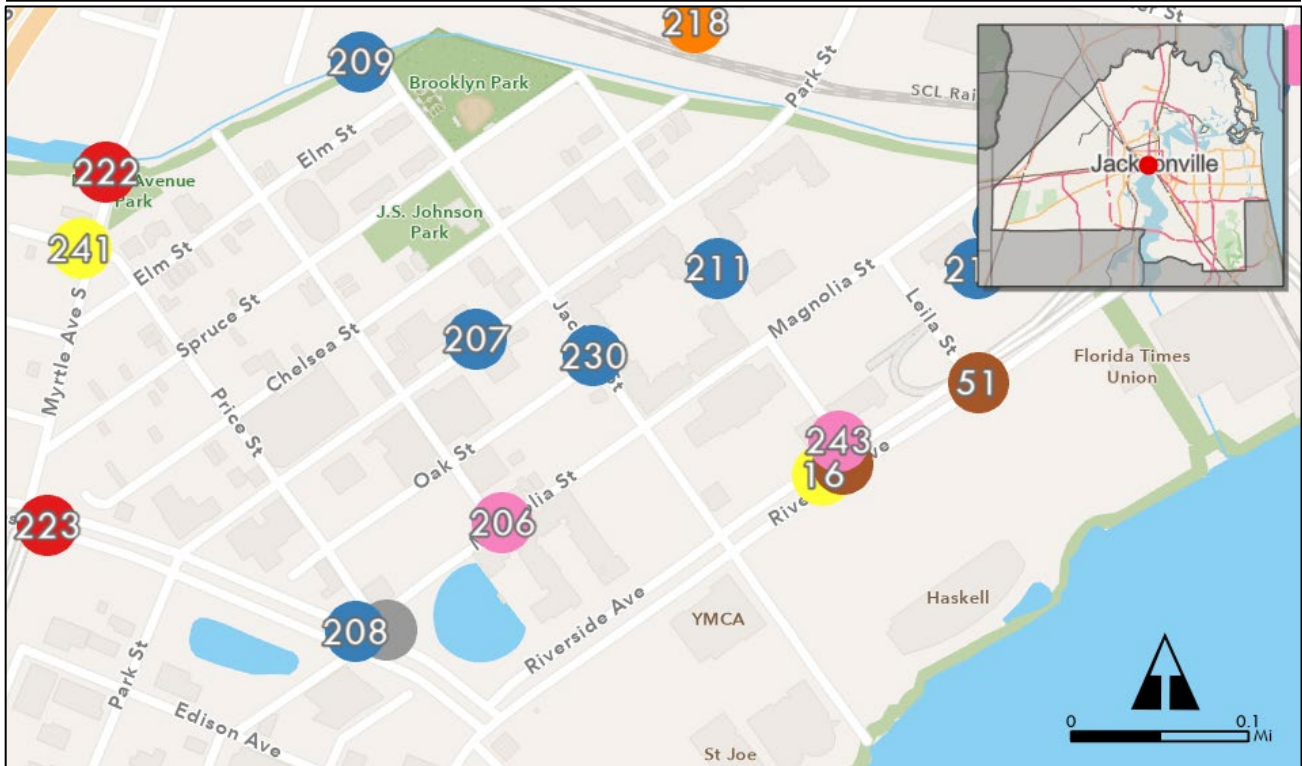 218
209
Brooklyn Park
Park St
SCL Rai
St
Jacksonville
222
Avenue
Park
Elm St
J.S. Johnson
Park
241
Elm St
211
21
Magnolia St
Spruce St
Leila St
Myrtle Ave S
Chelsea St
207
230
Florida Times
Union
51
Price St
Oak St
243
16
223
206
Haskell
YMCA
208
Riverside Ave
Park St
Edison Ave
0
0.1
Mi
St Joe